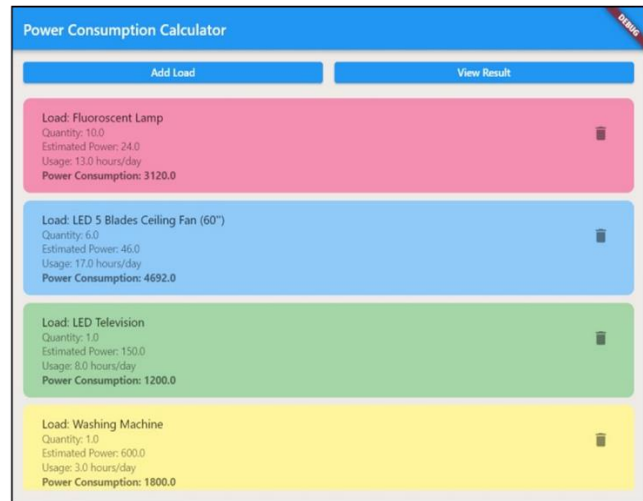 DEBUG
Power Consumption Calculator
Add Load
View Result
Load: Fluoroscent Lamp
Quantity: 10.0
Estimated Power: 24.0
Usage: 13.0 hours/day
Power Consumption: 3120.0
Load: LED 5 Blades Ceiling Fan (60")
Quantity: 6.0
Estimated Power: 46.0
Usage: 17.0 hours/day
Power Consumption: 4692.0
Load: LED Television
Quantity: 1.0
Estimated Power: 150.0
Usage: 8.0 hours/day
Power Consumption: 1200.0
Load: Washing Machine
Quantity: 1.0
Estimated Power: 600.0
Usage: 3.0 hours/day
Power Consumption: 1800.0